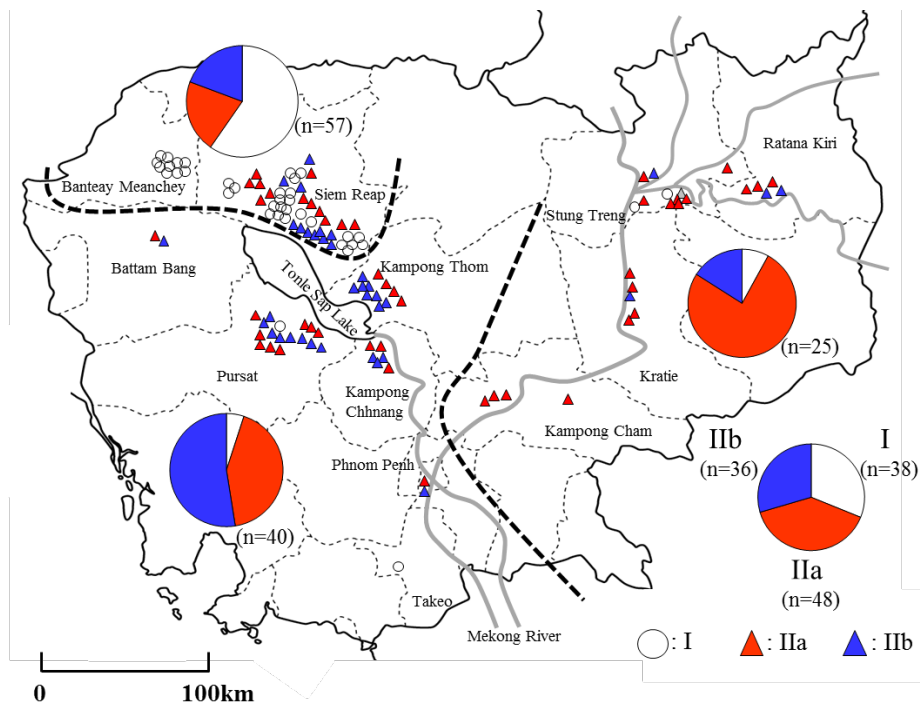 (n=57)
Ratana Kiri
Banteay Meanchey
Siem Reap
Stung Treng
Battam Bang
Kampong Thom
Tonle Sap Lake
(n=25)
Pursat
Kampong
Chhnang
Kratie
Kampong Cham
IIb
I
(n=36)
(n=38)
Phnom Penh
(n=40)
IIa
(n=48)
Takeo
Mekong River
: I
: IIa
: IIb
0
100km